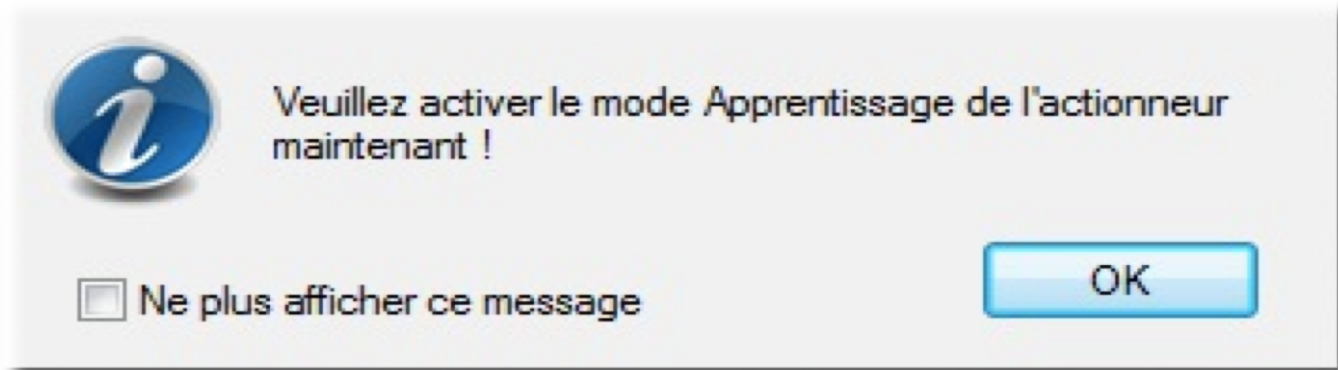 Veuillez activer le mode Apprentissage de l'actionneur
maintenant !
Ne plus afficher ce message
OK